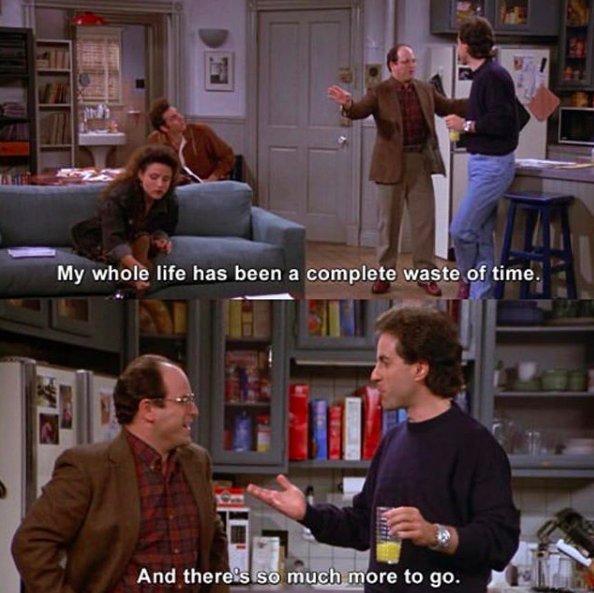 My whole life has been a complete waste of time.
And there's so much more to go.